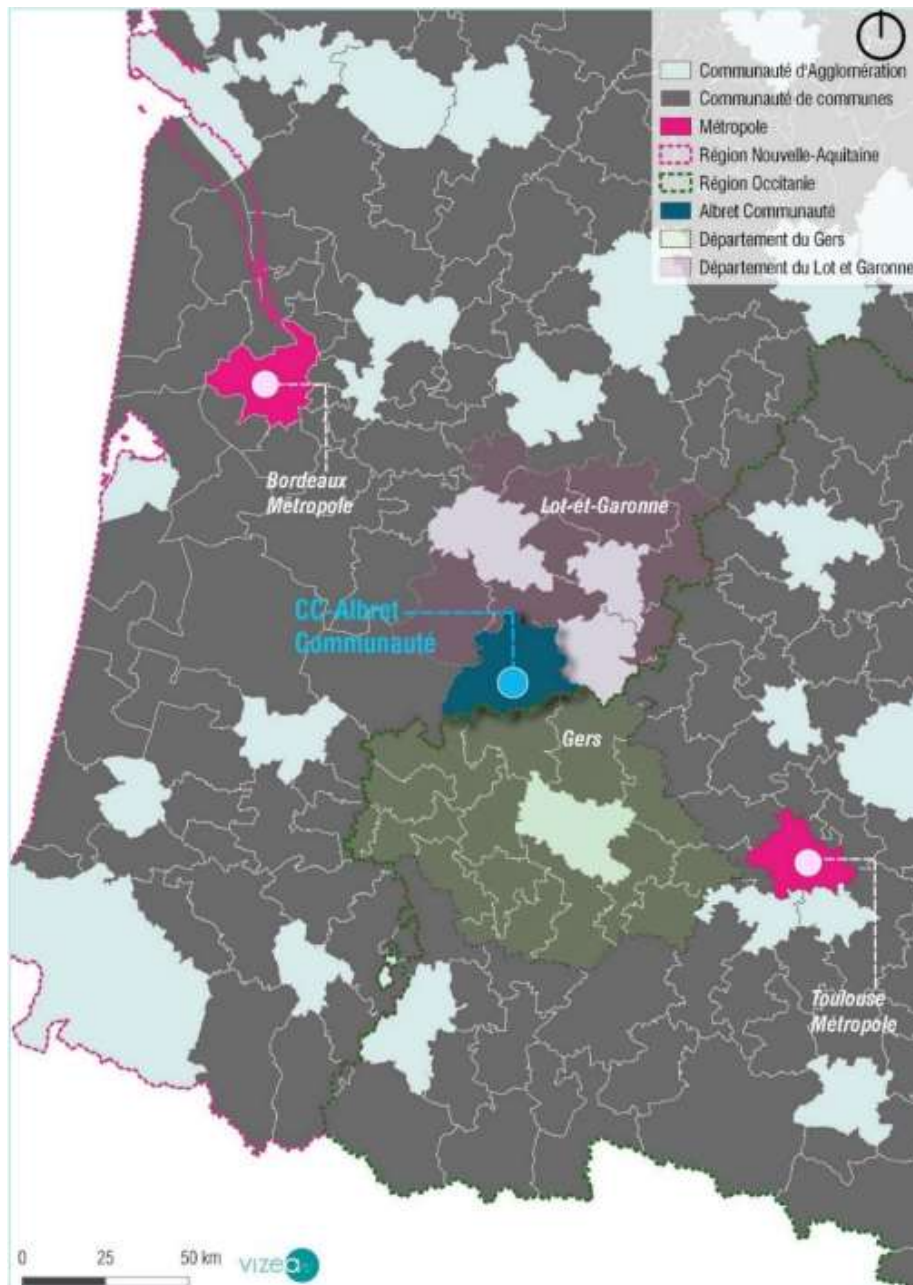 Communauté d'Agglomération
Communauté de communes
Métropole
Région Nouvelle-Aquitaine
Région Occitanie
Albret Communauté
Département du Gers
Département du Lot et Garonne
Bordeaux
Métropole
Lot-et-Garonne
CC Albret
Communauté
Gers
Toulouse
Métropole
0 25 50 km
vizea